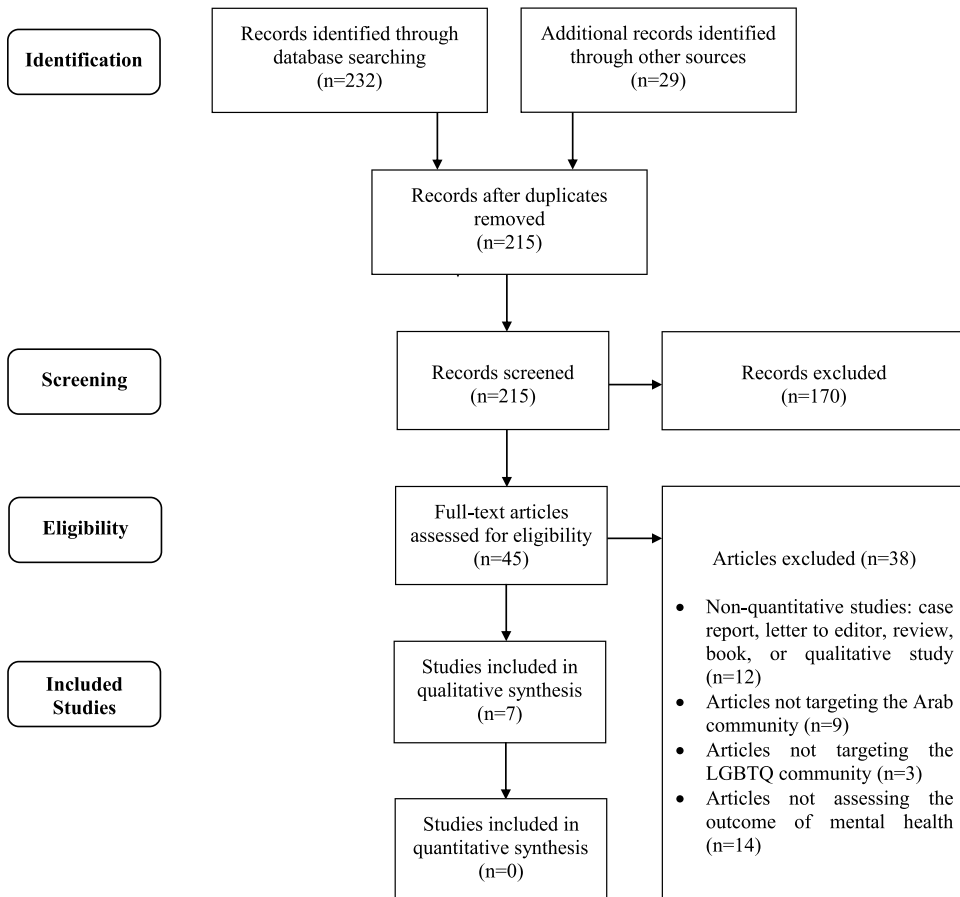 Identification
Records identified through
database searching
(n=232)
Additional records identified
through other sources
(n=29)
Records after duplicates
removed
(n=215)
Screening
Records screened
(n=215)
Records excluded
(n=170)
Eligibility
Full-text articles
assessed for eligibility
(n=45)
Articles excluded (n=38)
• Non-quantitative studies: case
report, letter to editor, review,
book, or qualitative study
(n=12)
• Articles not targeting the Arab
community (n=9)
• Articles not targeting the
LGBTQ community (n=3)
• Articles not assessing the
outcome of mental health
(n=14)
Included
Studies
Studies included in
qualitative synthesis
(n=7)
Studies included in
quantitative synthesis
(n=0)